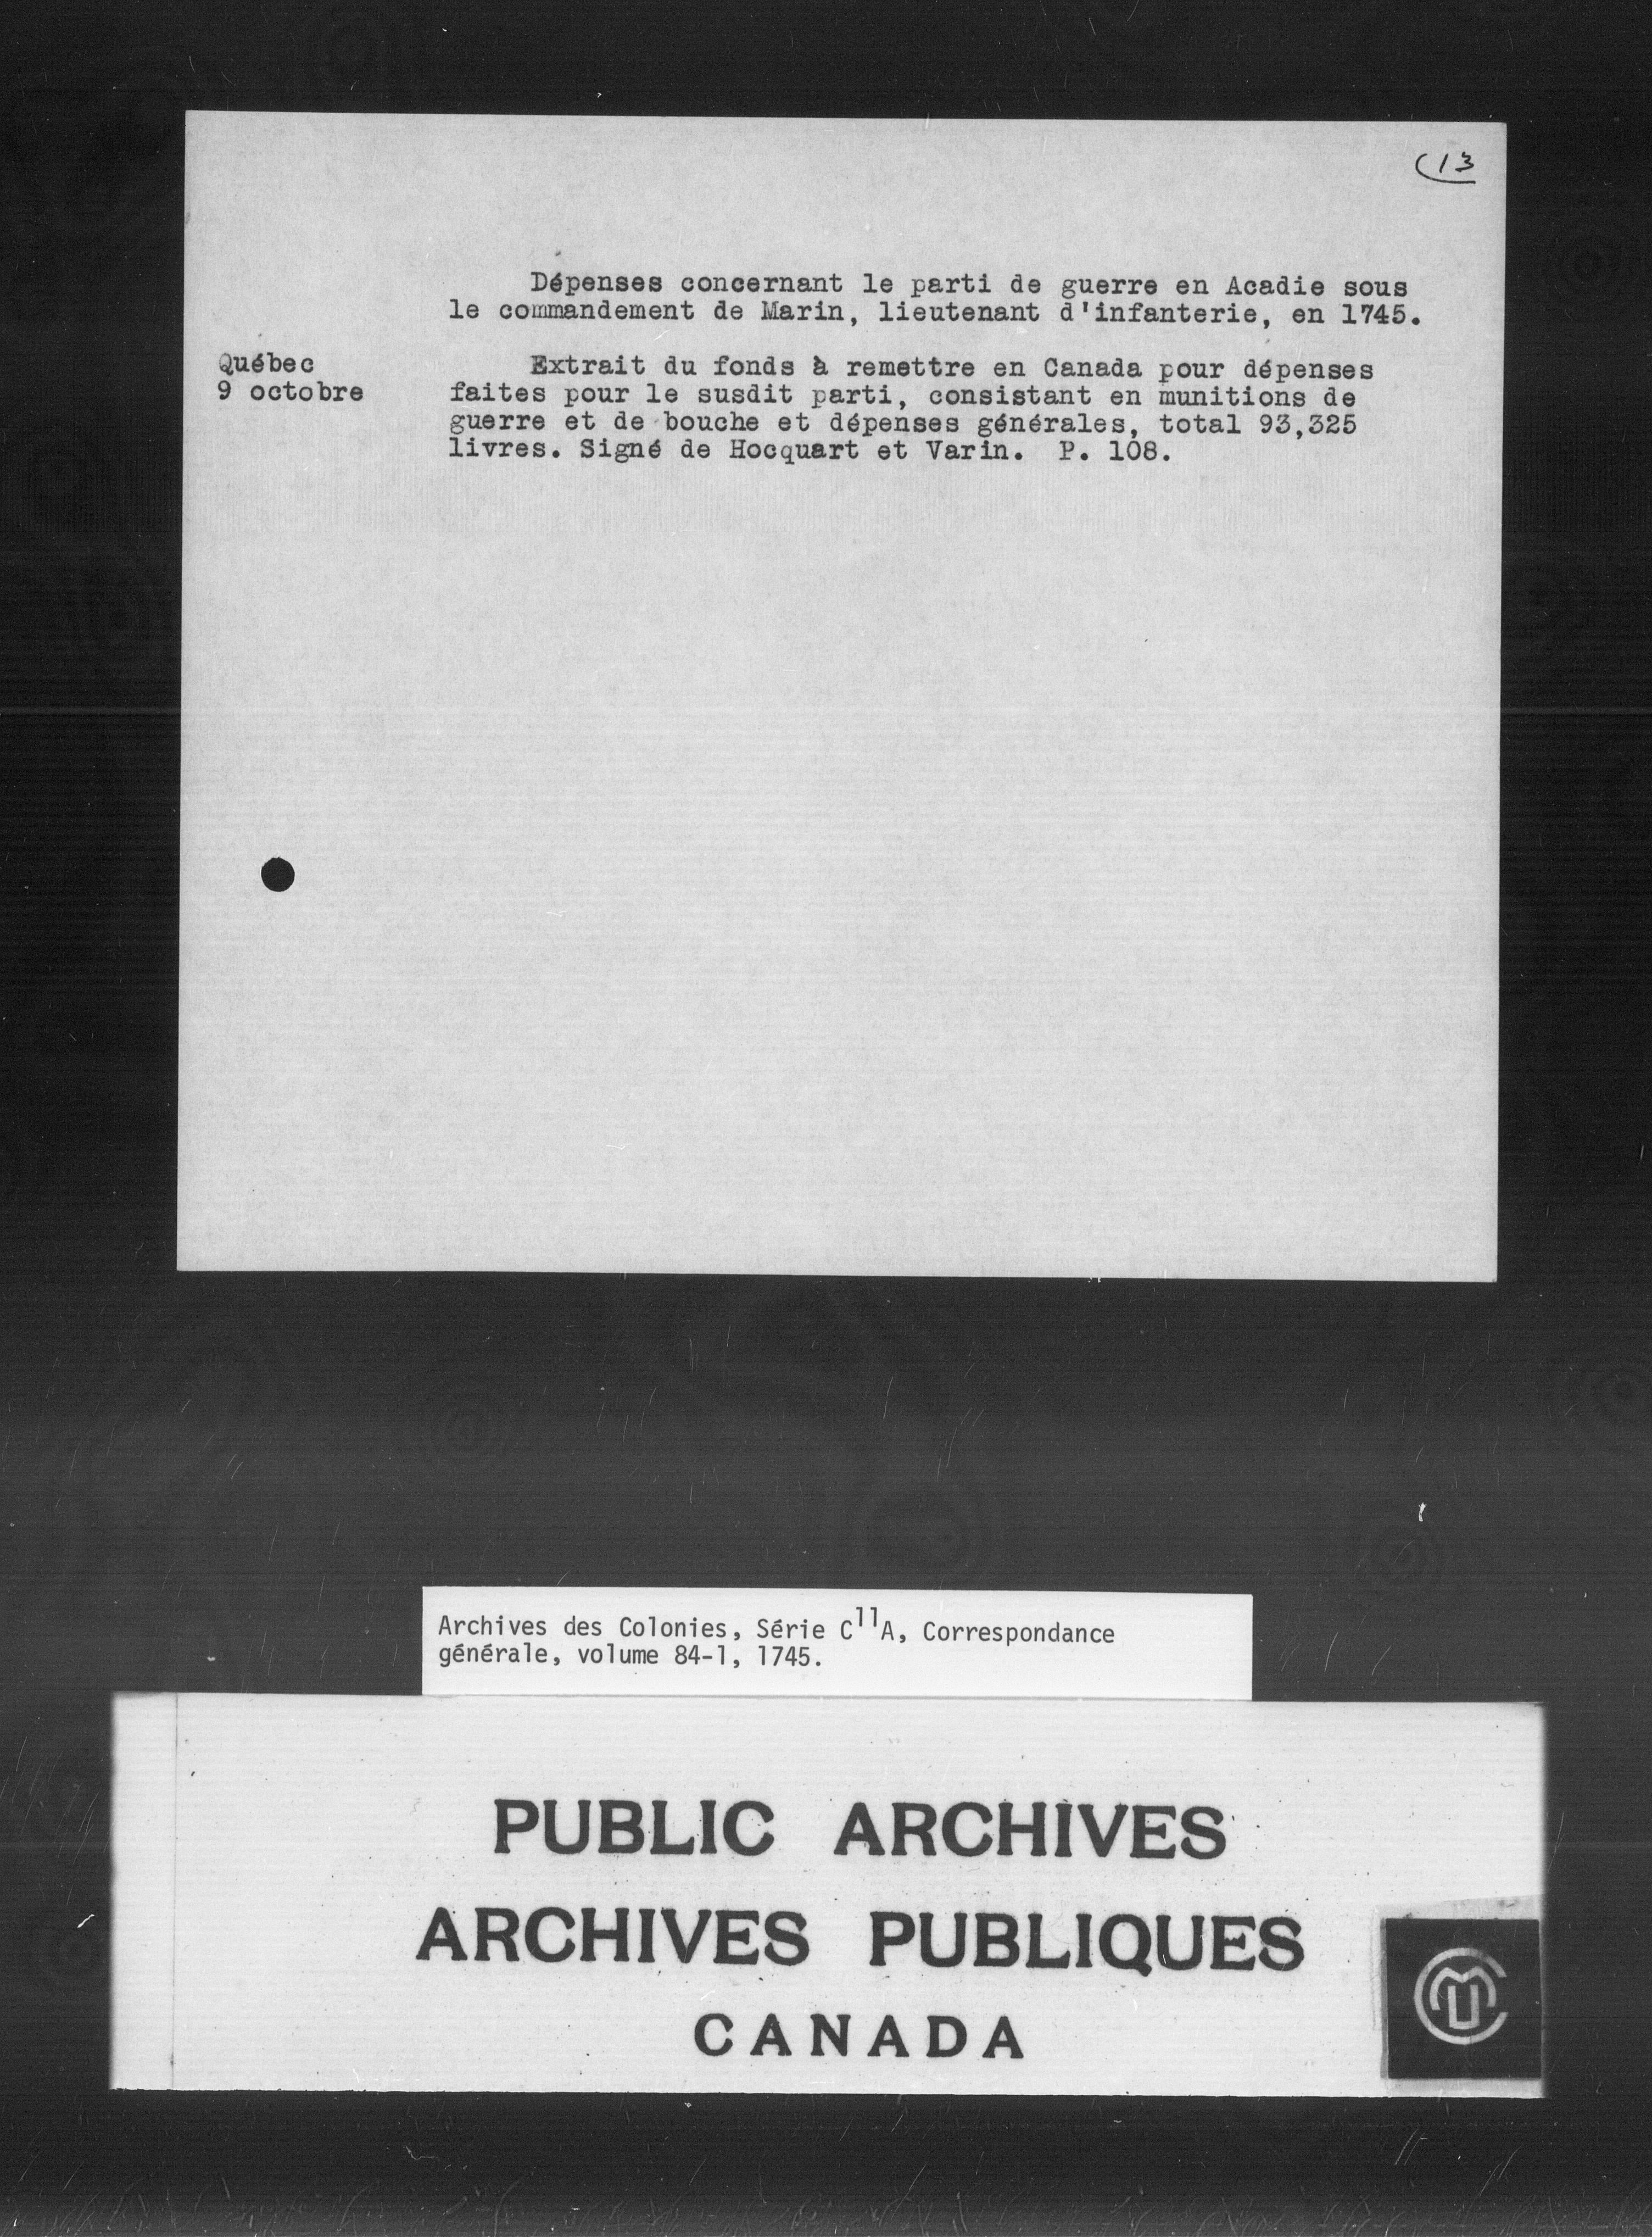 (13
Dépenses concernant le parti de guerre en Acadie sous
le commandement de Marin, lieutenant d'infanterie, en 1745.
Québec
9 octobre
Extrait du fonds à remettre en Canada pour dépenses
faites pour le susdit parti, consistant en munitions de
guerre et de bouche et dépenses générales, total 93,325
livres. Signé de Hocquart et Varin. P. 108.
Archives des Colonies, Série C¹¹A, Correspondance
générale, volume 84-1, 1745.
PUBLIC ARCHIVES
ARCHIVES PUBLIQUES
CANADA